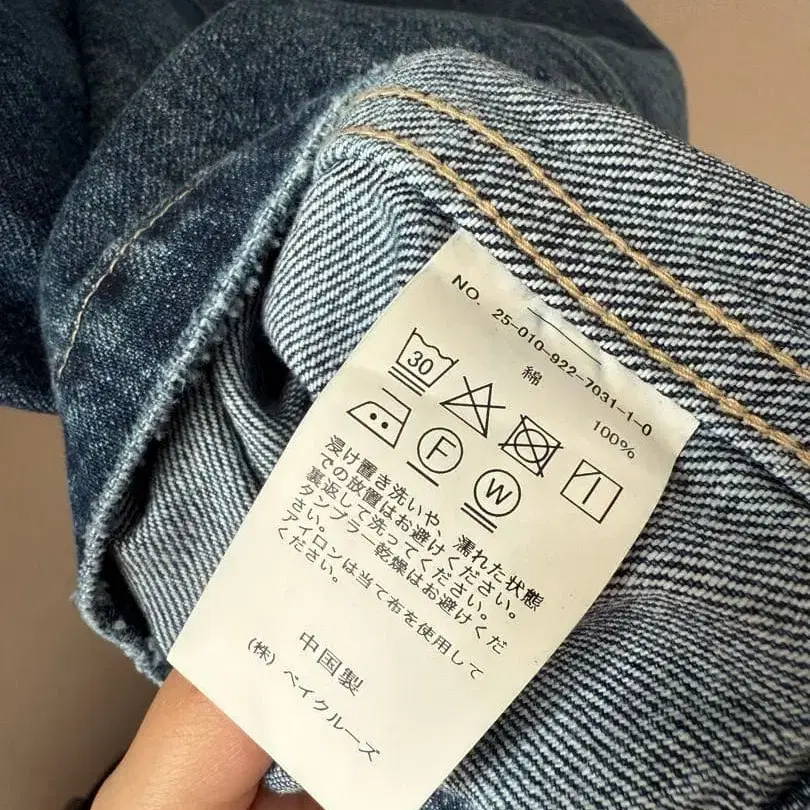 NO. 25-010-922-7031-1-0
綿 100%
30
F W
浸け置き洗いや、濡れた状態
での放置はお避けください。
裏返して洗ってください。
タンブラー乾燥はお避けくだ
さい。
アイロンは当て布を使用して
ください。
中国製
(株) ベイクルーズ